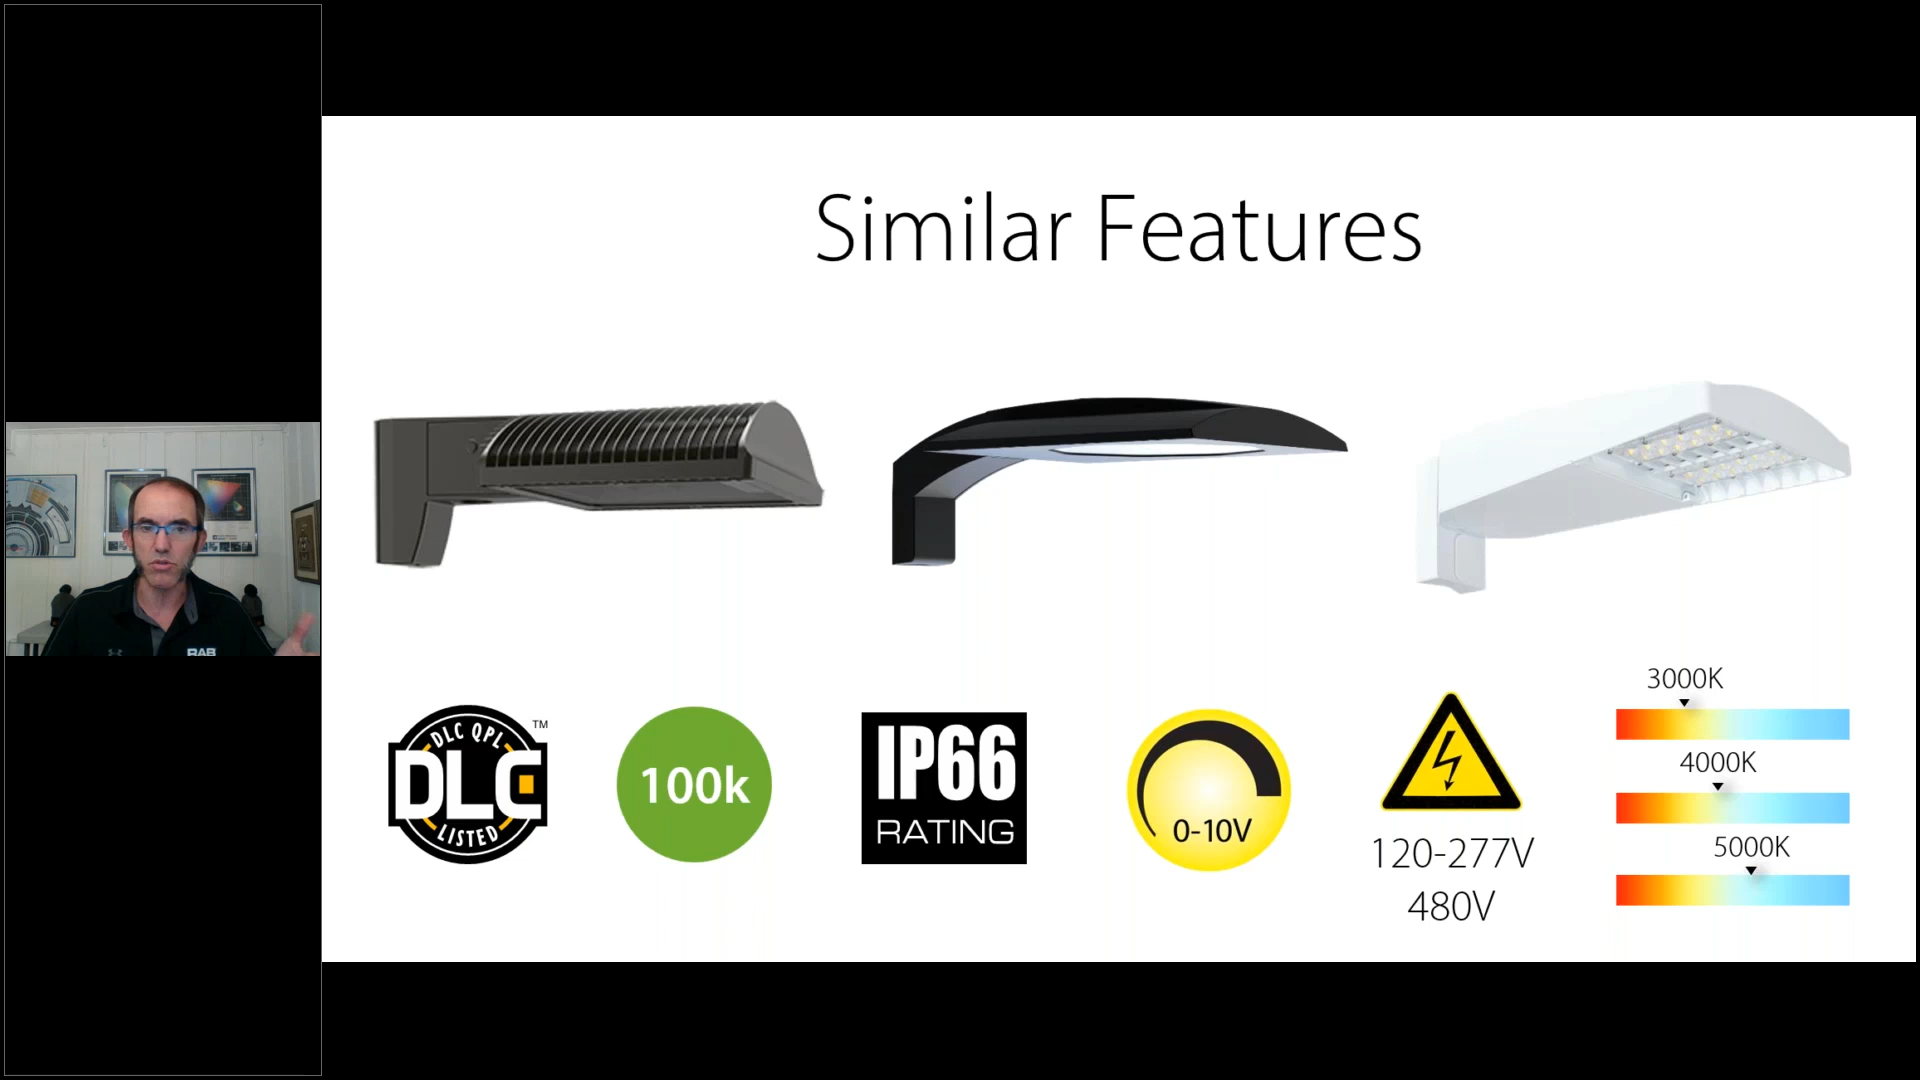 Similar Features
DLC QPL
DLC
LISTED
™
100k
IP66
RATING
0-10V
120-277V
480V
3000K
4000K
5000K
RAB